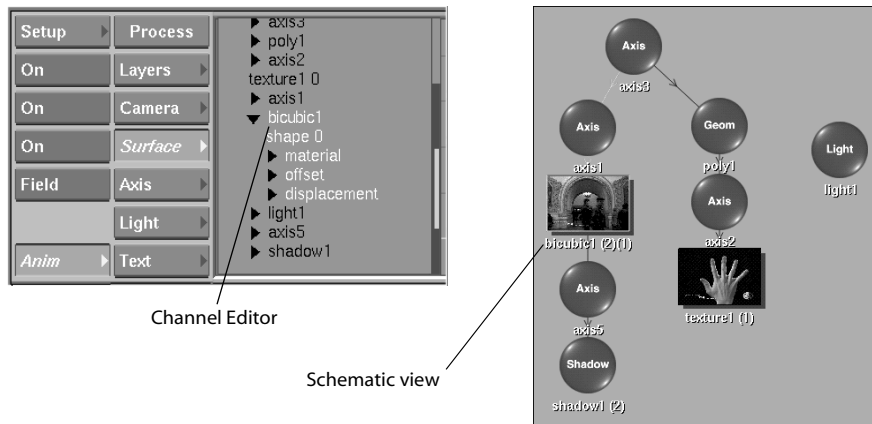 Setup
Process
axis3
poly1
On
Layers
axis2
texture1 0
On
Camera
axis1
bicubic1
On
Surface
shape 0
material
Field
Axis
offset
displacement
Light
light1
axis5
Anim
Text
shadow1
Channel Editor
Schematic view
Axis
axis3
Axis
Geom
Light
axis1
poly1
light1
Axis
bicubic1 (2)(1)
axis2
Axis
texture1 (1)
axis5
Shadow
shadow1 (2)